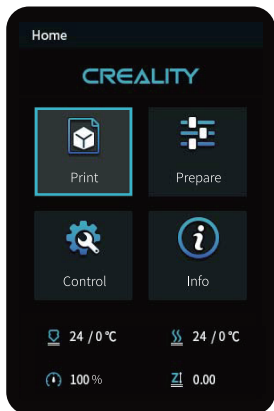 Home
CREALITY
Print Prepare
Control Info
24 / 0 ℃ 24 / 0 ℃
100 % Z 0.00